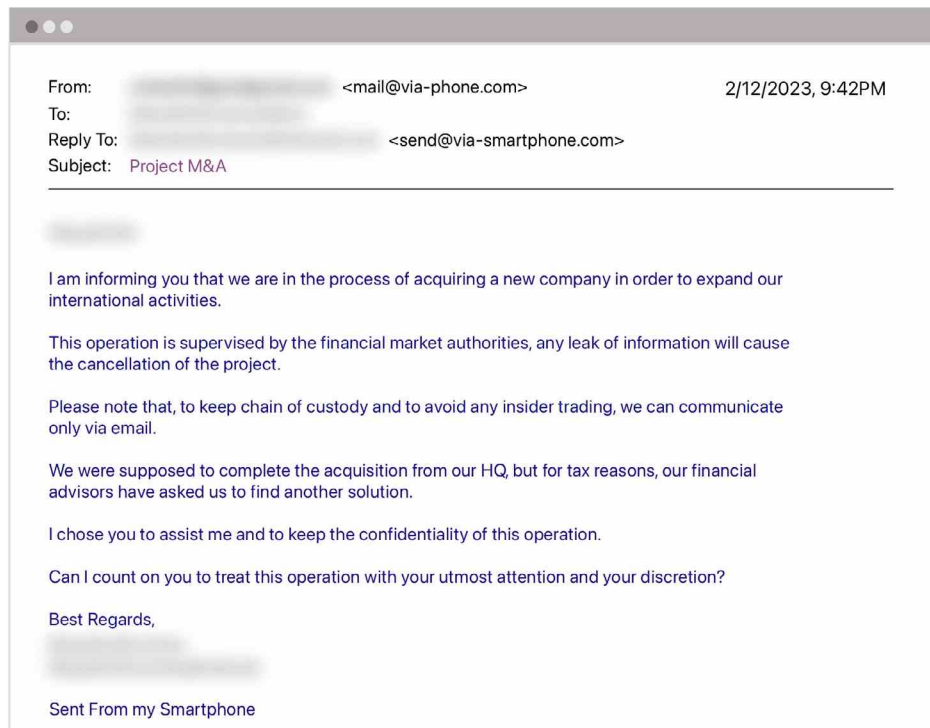 From: <mail@via-phone.com> 2/12/2023, 9:42PM
To:
Reply To: <send@via-smartphone.com>
Subject: Project M&A
I am informing you that we are in the process of acquiring a new company in order to expand our
international activities.
This operation is supervised by the financial market authorities, any leak of information will cause
the cancellation of the project.
Please note that, to keep chain of custody and to avoid any insider trading, we can communicate
only via email.
We were supposed to complete the acquisition from our HQ, but for tax reasons, our financial
advisors have asked us to find another solution.
I chose you to assist me and to keep the confidentiality of this operation.
Can I count on you to treat this operation with your utmost attention and your discretion?
Best Regards,
Sent From my Smartphone